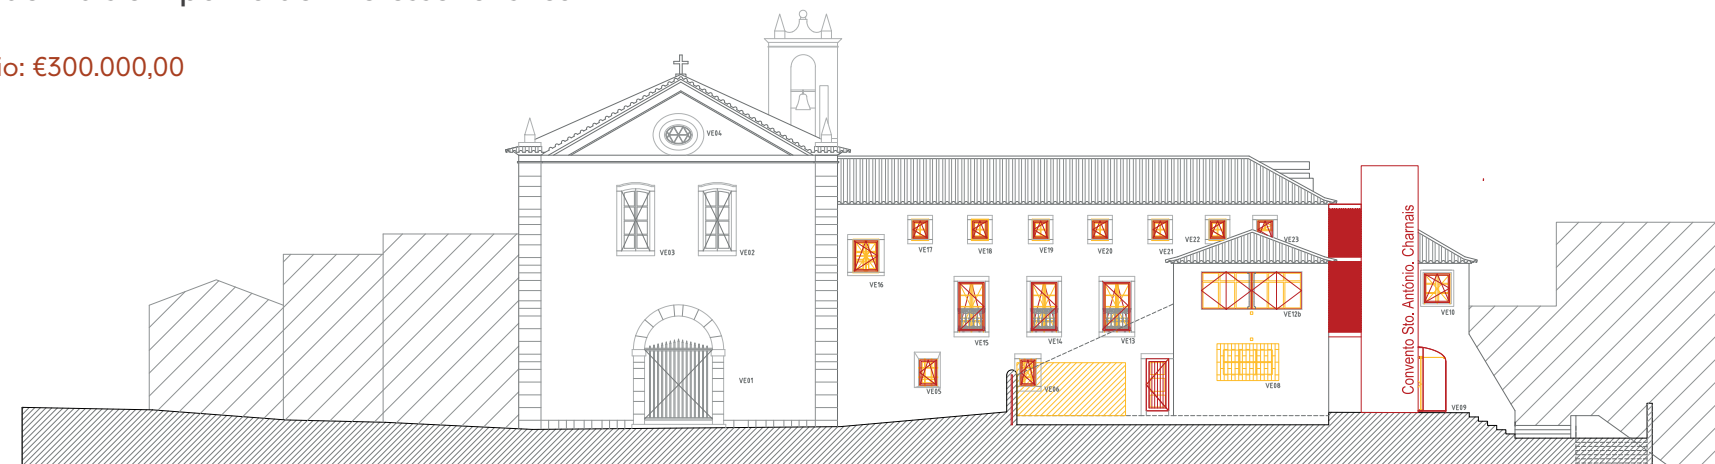 io: €300.000,00
VE04
VE03
VE02
VE01
VE16
VE17
VE18
VE19
VE20
VE21
VE22
VE23
VE15
VE14
VE13
VE12b
VE10
VE05
VE06
VE08
VE09
Convento Sto. António. Charnais